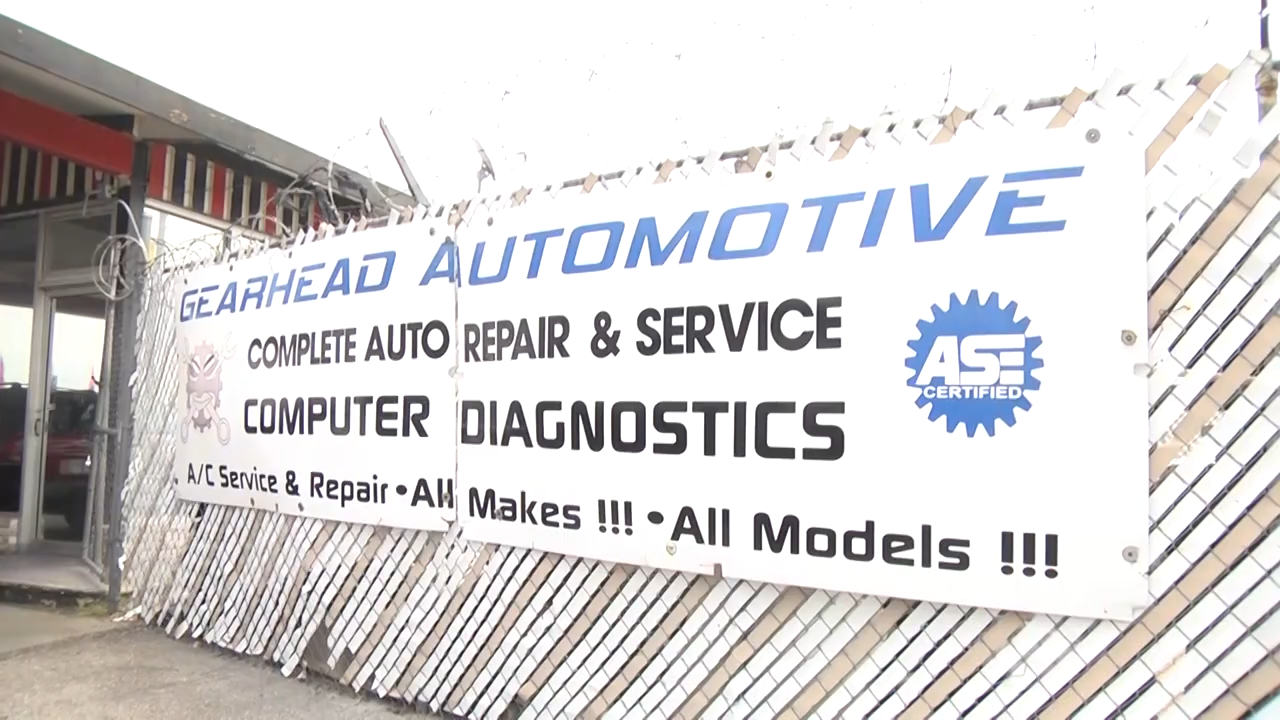 GEARHEAD AUTOMOTIVE
COMPLETE AUTO REPAIR & SERVICE
COMPUTER DIAGNOSTICS
A/C Service & Repair • All Makes !!! • All Models !!!
ASE
CERTIFIED